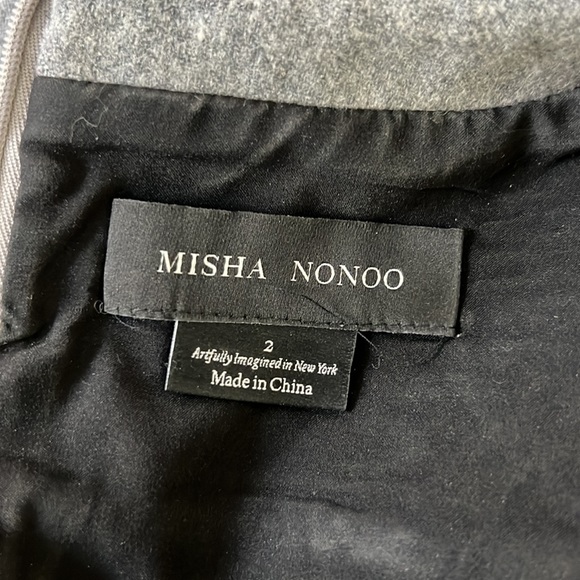 MISHA NONOO
2
Artfully Imagined in New York
Made in China